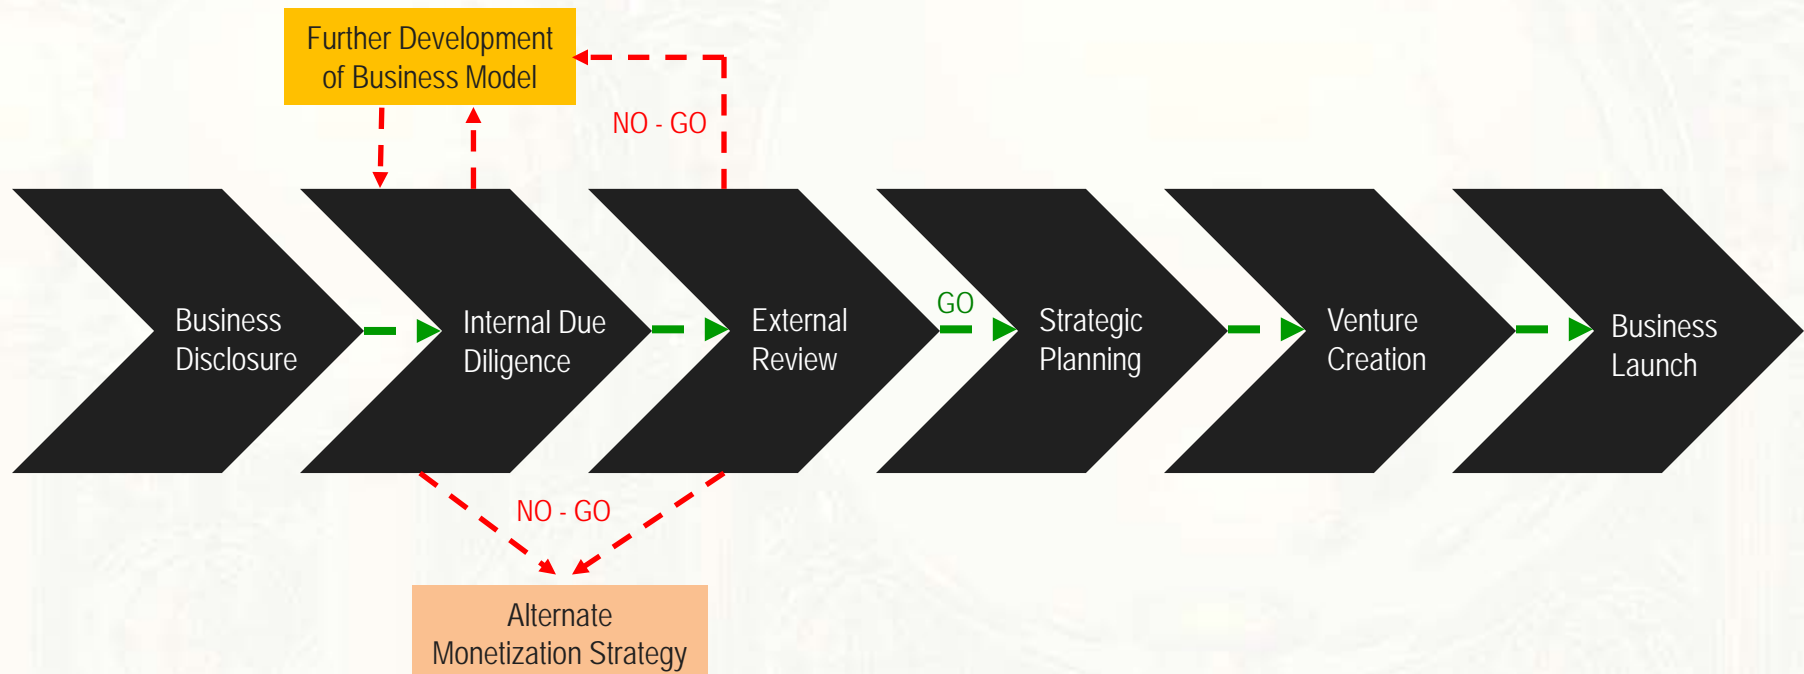 Further Development
of Business Model
NO - GO
GO
Business
Disclosure
Internal Due
Diligence
External
Review
Strategic
Planning
Venture
Creation
Business
Launch
NO - GO
Alternate
Monetization Strategy